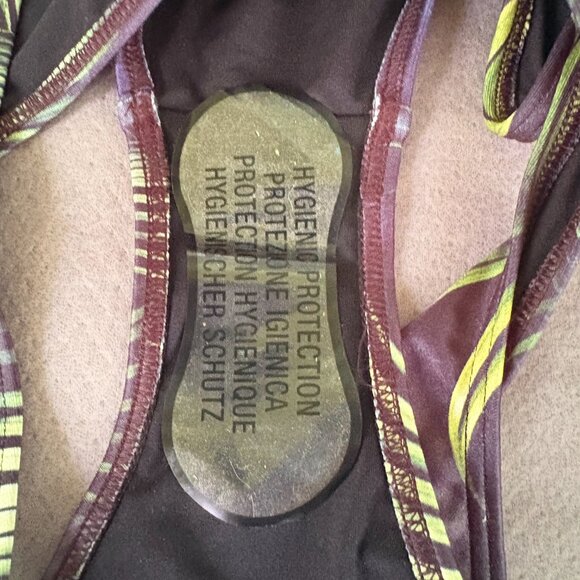 HYGIENIC PROTECTION
PROTEZIONE IGIENICA
PROTECTION HYGIENIQUE
HYGIENISCHER SCHUTZ